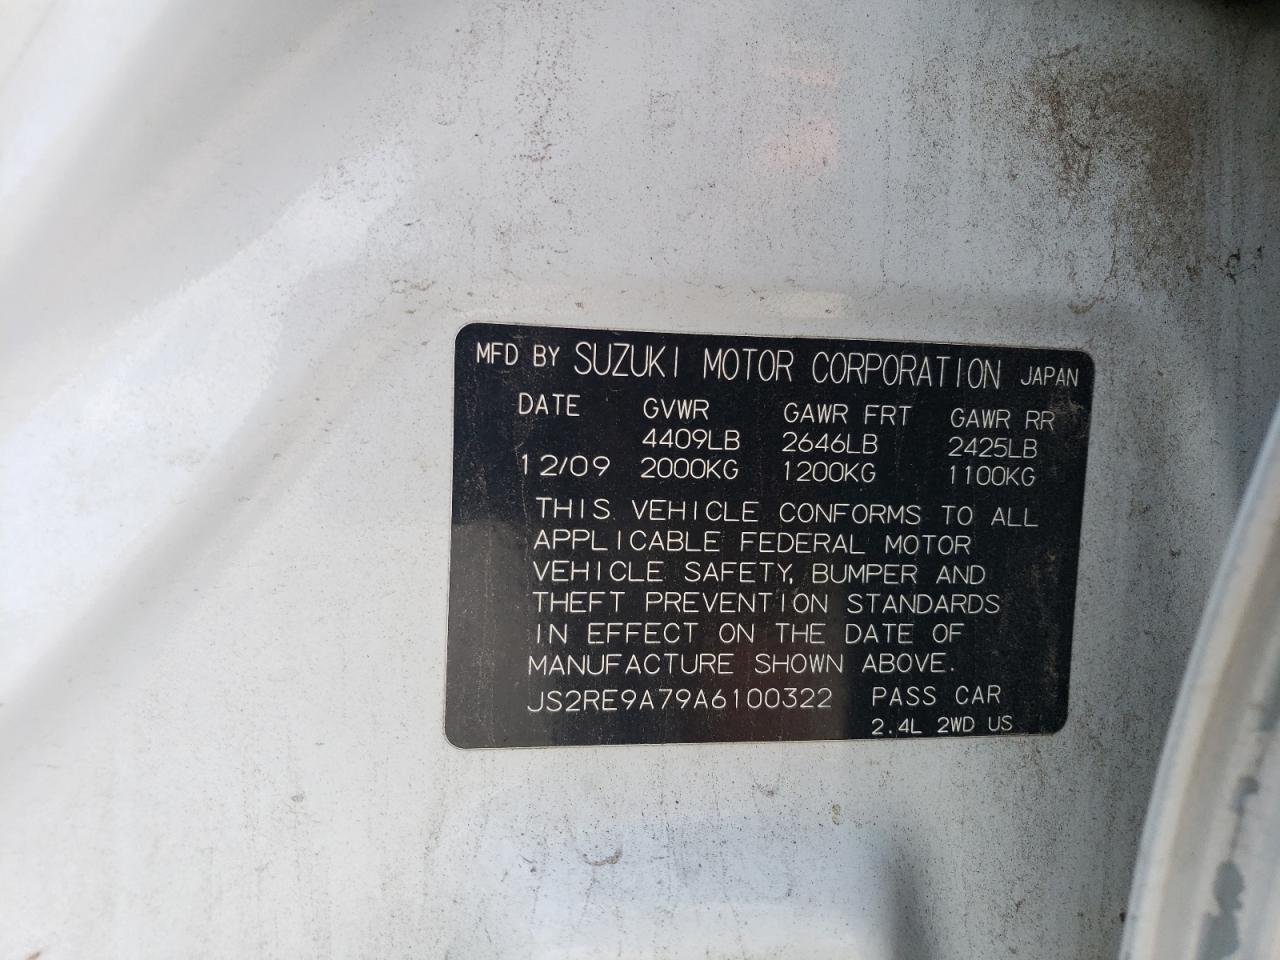 MFD BY SUZUKI MOTOR CORPORATION JAPAN
DATE GVWR GAWR FRT GAWR RR
4409LB 2646LB 2425LB
12/09 2000KG 1200KG 1100KG
THIS VEHICLE CONFORMS TO ALL
APPLICABLE FEDERAL MOTOR
VEHICLE SAFETY, BUMPER AND
THEFT PREVENTION STANDARDS
IN EFFECT ON THE DATE OF
MANUFACTURE SHOWN ABOVE.
JS2RE9A79A6100322 PASS CAR
2.4L 2WD US